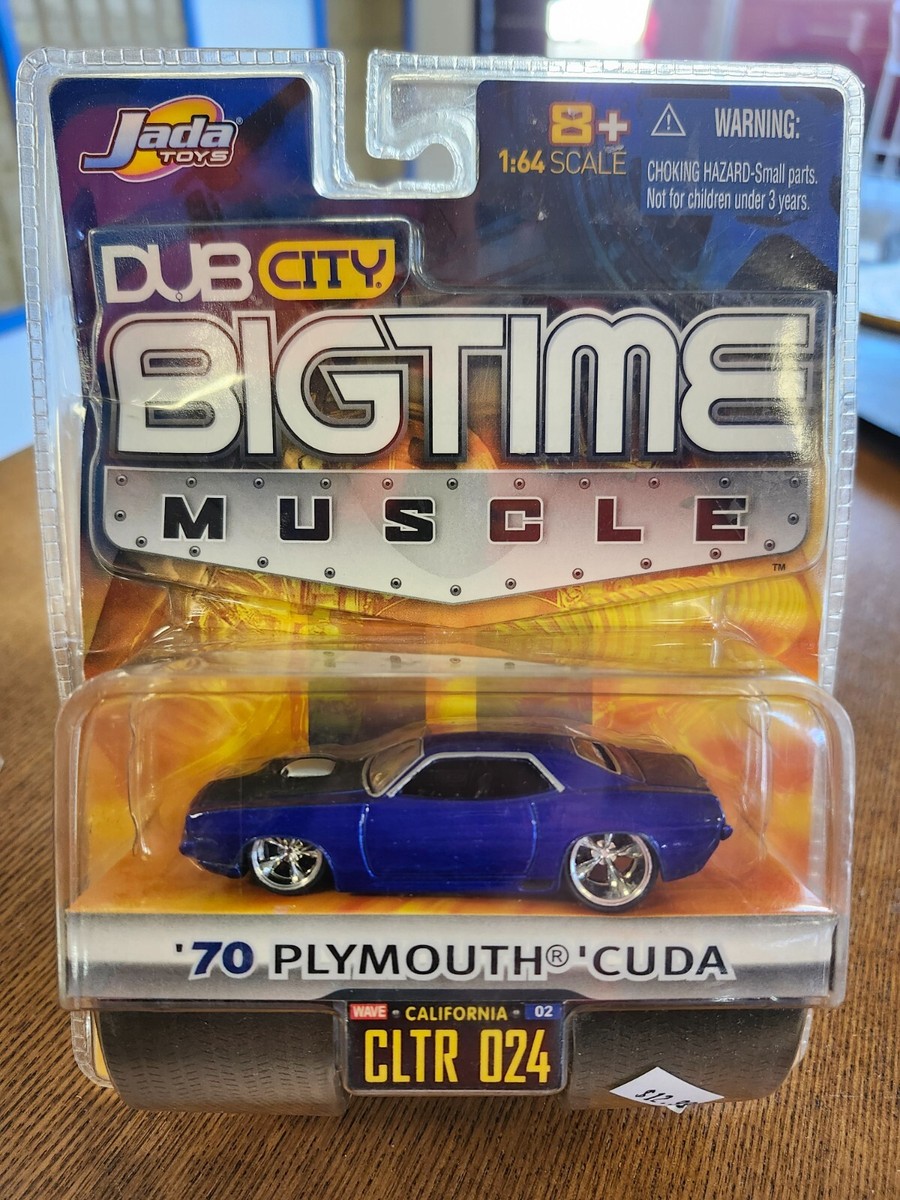 Jada®
TOYS
8+
1:64 SCALE
WARNING:
CHOKING HAZARD-Small parts.
Not for children under 3 years.
DUB CITY®
BIGTIME
MUSCLE™
'70 PLYMOUTH® 'CUDA
WAVE • CALIFORNIA • 02
CLTR 024